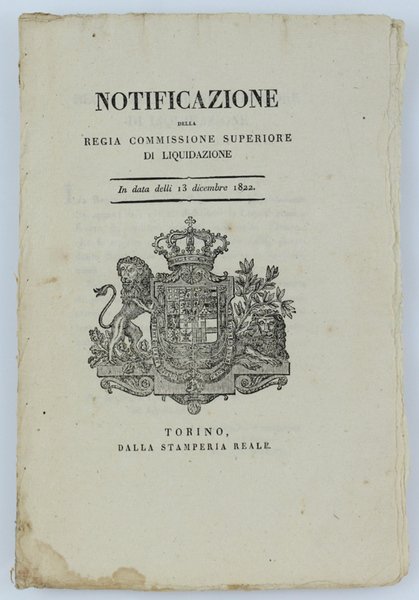 NOTIFICAZIONE
DELLA
REGIA COMMISSIONE SUPERIORE
DI LIQUIDAZIONE
In data delli 13 dicembre 1822.
TORINO,
DALLA STAMPERIA REALE.